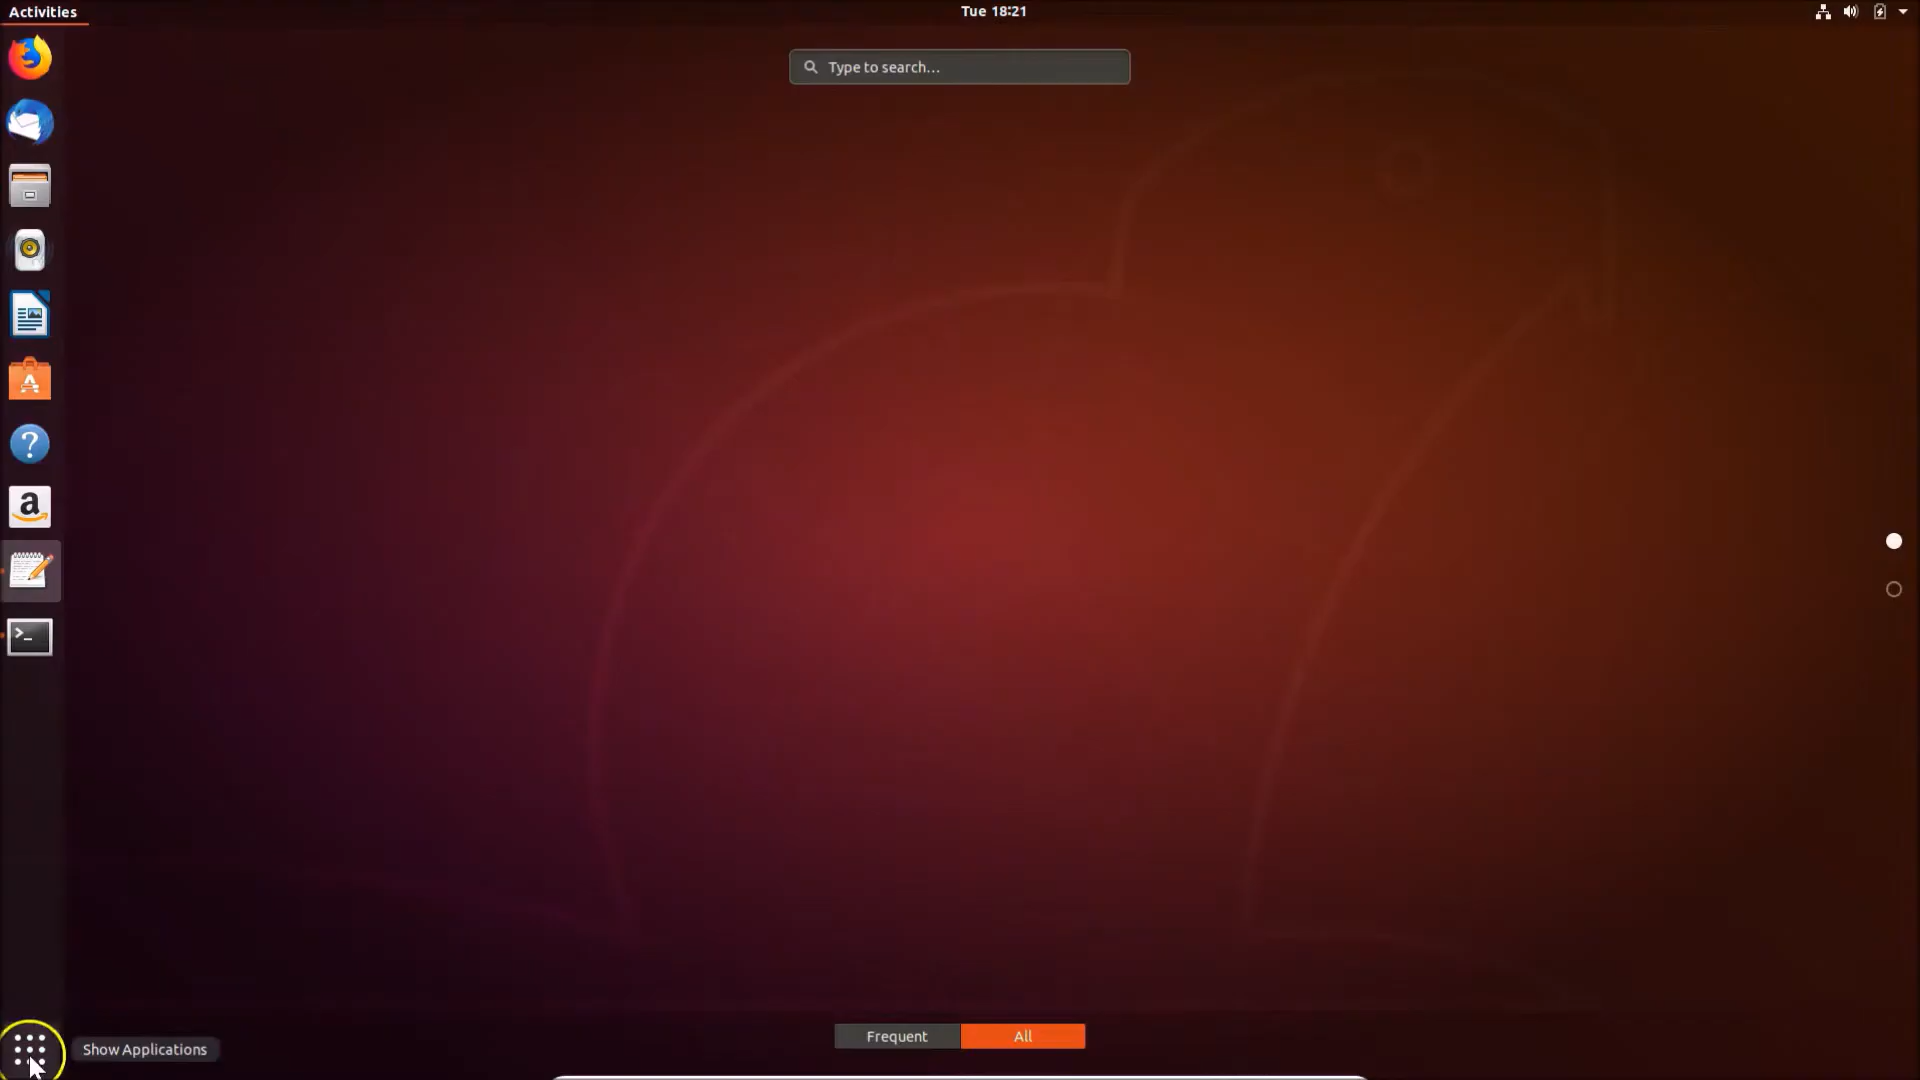 Activities
Tue 18:21
Type to search...
Show Applications
Frequent
All